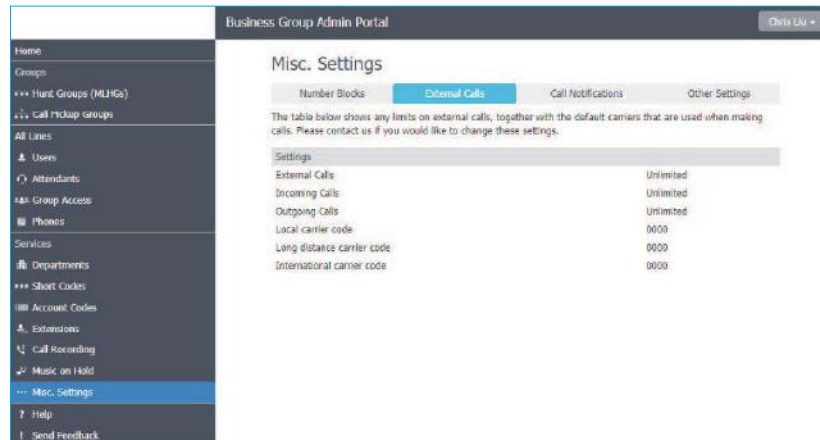 Business Group Admin Portal
Chris Liu
Home
Groups
Hunt Groups (MLHGs)
Call Pickup Groups
All Lines
Users
Attendants
Group Access
Phones
Services
Departments
Short Codes
Account Codes
Extensions
Call Recording
Music on Hold
Misc. Settings
? Help
! Send Feedback
Misc. Settings
Number Blocks External Calls Call Notifications Other Settings
The table below shows any limits on external calls, together with the default carriers that are used when making
calls. Please contact us if you would like to change these settings.
Settings
External Calls Unlimited
Incoming Calls Unlimited
Outgoing Calls Unlimited
Local carrier code 0000
Long distance carrier code 0000
International carrier code 0000